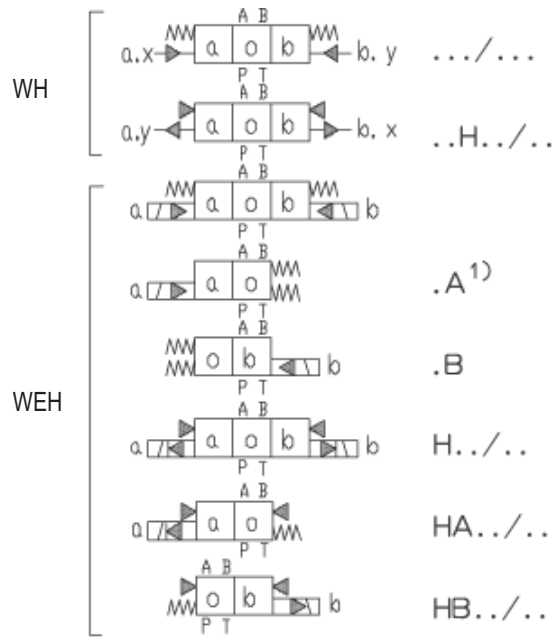 A B
a.x a o b b.y .../...
P T
WH
A B
a.y a o b b.x ..H../..
P T
A B
a a o b b
P T
A B
a a o .A1)
P T
A B
o b b .B
P T
WEH
A B
a a o b b H../..
P T
A B
a a o HA../..
P T
A B
o b b HB../..
P T